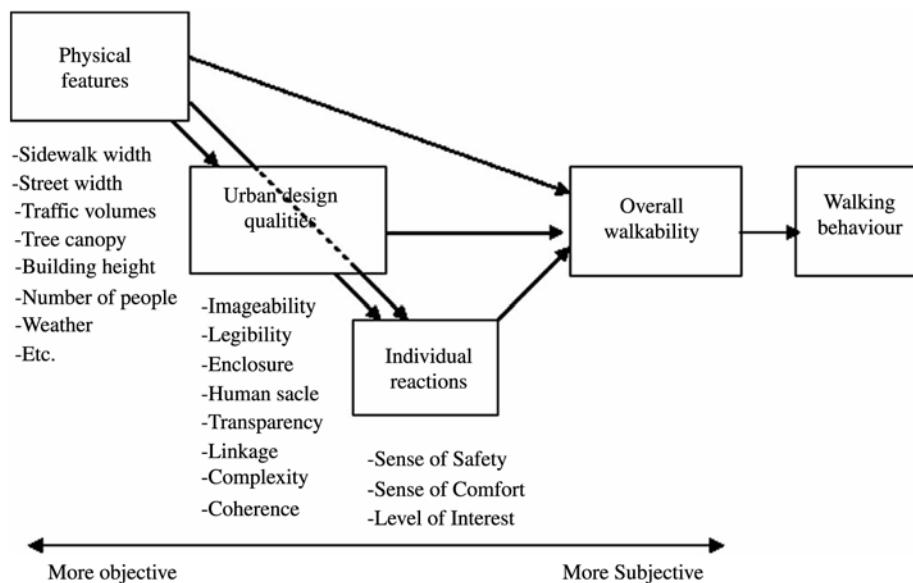 Physical
features
-Sidewalk width
-Street width
-Traffic volumes
-Tree canopy
-Building height
-Number of people
-Weather
-Etc.
Urban design
qualities
-Imageability
-Legibility
-Enclosure
-Human sacle
-Transparency
-Linkage
-Complexity
-Coherence
Individual
reactions
-Sense of Safety
-Sense of Comfort
-Level of Interest
Overall
walkability
Walking
behaviour
More objective
More Subjective